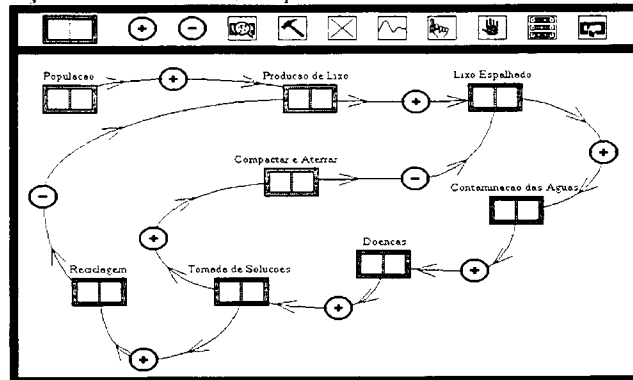 + −
Populacao + Producao de Lixo Lixo Espalhado
+
Compactar e Aterrar
− − +
Contaminacao das Aguas
+
Doencas
Reciclagem Tomada de Solucoes +
+
+